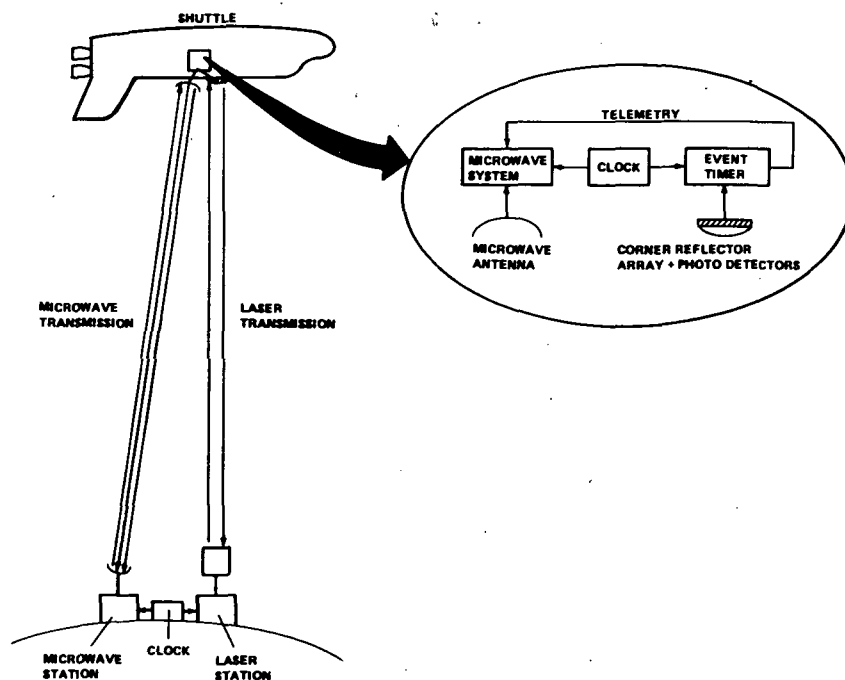 SHUTTLE
TELEMETRY
MICROWAVE
SYSTEM
CLOCK
EVENT
TIMER
MICROWAVE
ANTENNA
CORNER REFLECTOR
ARRAY + PHOTO DETECTORS
MICROWAVE
TRANSMISSION
LASER
TRANSMISSION
MICROWAVE
STATION
CLOCK
LASER
STATION